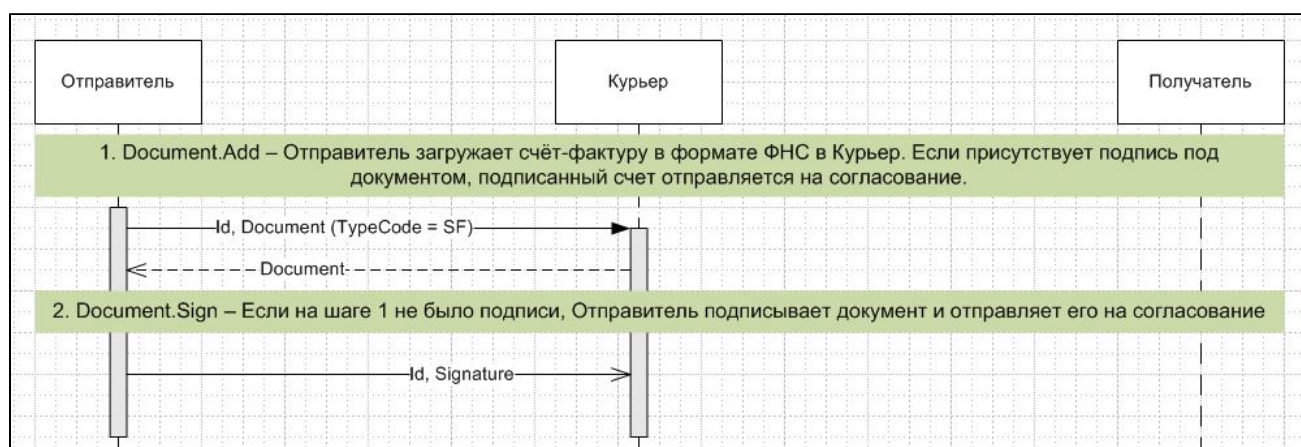 Отправитель
Курьер
Получатель
1. Document.Add – Отправитель загружает счёт-фактуру в формате ФНС в Курьер. Если присутствует подпись под
документом, подписанный счет отправляется на согласование.
Id, Document (TypeCode = SF)
Document
2. Document.Sign – Если на шаге 1 не было подписи, Отправитель подписывает документ и отправляет его на согласование
Id, Signature